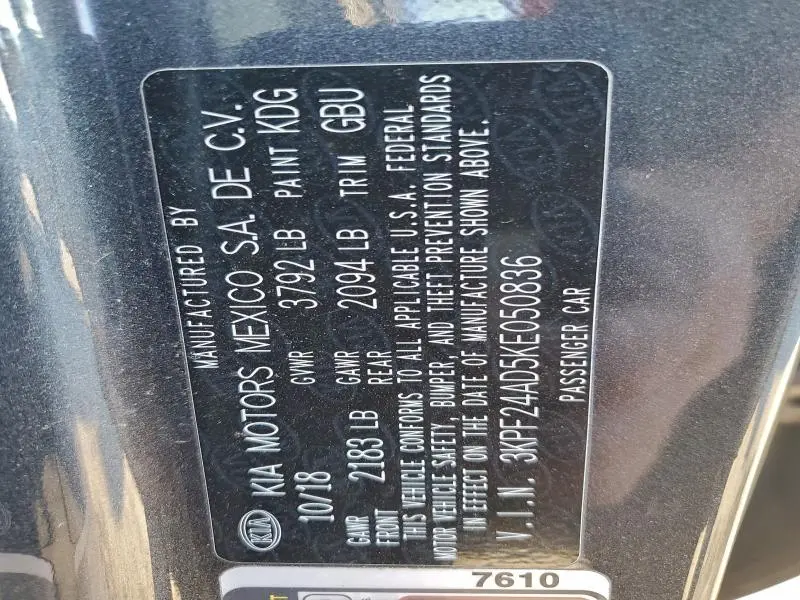 MANUFACTURED BY
KIA KIA MOTORS MEXICO S.A. DE C.V.
10/18 GVWR 3792 LB PAINT KDG
GAWR FRONT 2183 LB GAWR REAR 2094 LB TRIM GBU
THIS VEHICLE CONFORMS TO ALL APPLICABLE U.S.A. FEDERAL
MOTOR VEHICLE SAFETY, BUMPER, AND THEFT PREVENTION STANDARDS
IN EFFECT ON THE DATE OF MANUFACTURE SHOWN ABOVE.
V.I.N. 3KPF24AD5KE050836
PASSENGER CAR
7610